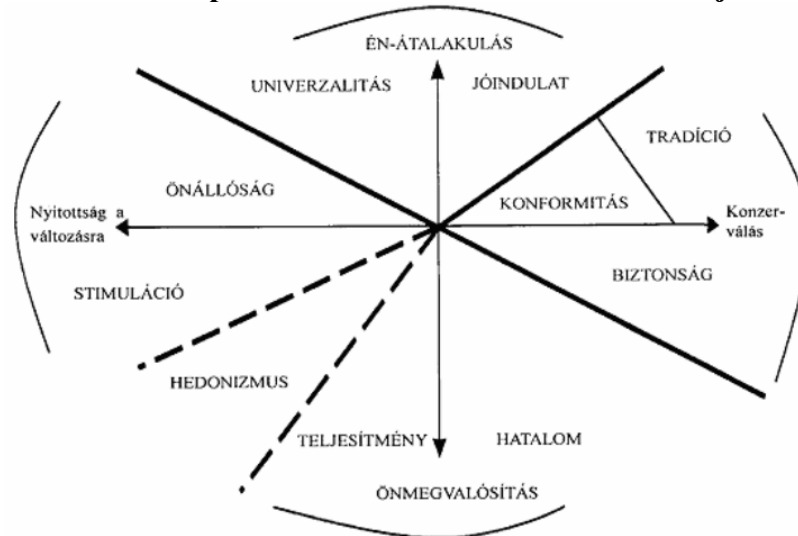 ÉN-ÁTALAKULÁS
UNIVERZALITÁS
JÓINDULAT
TRADÍCIÓ
ÖNÁLLÓSÁG
KONFORMITÁS
Nyitottság a
változásra
Konzer-
válás
BIZTONSÁG
STIMULÁCIÓ
HEDONIZMUS
TELJESÍTMÉNY
HATALOM
ÖNMEGVALÓSÍTÁS